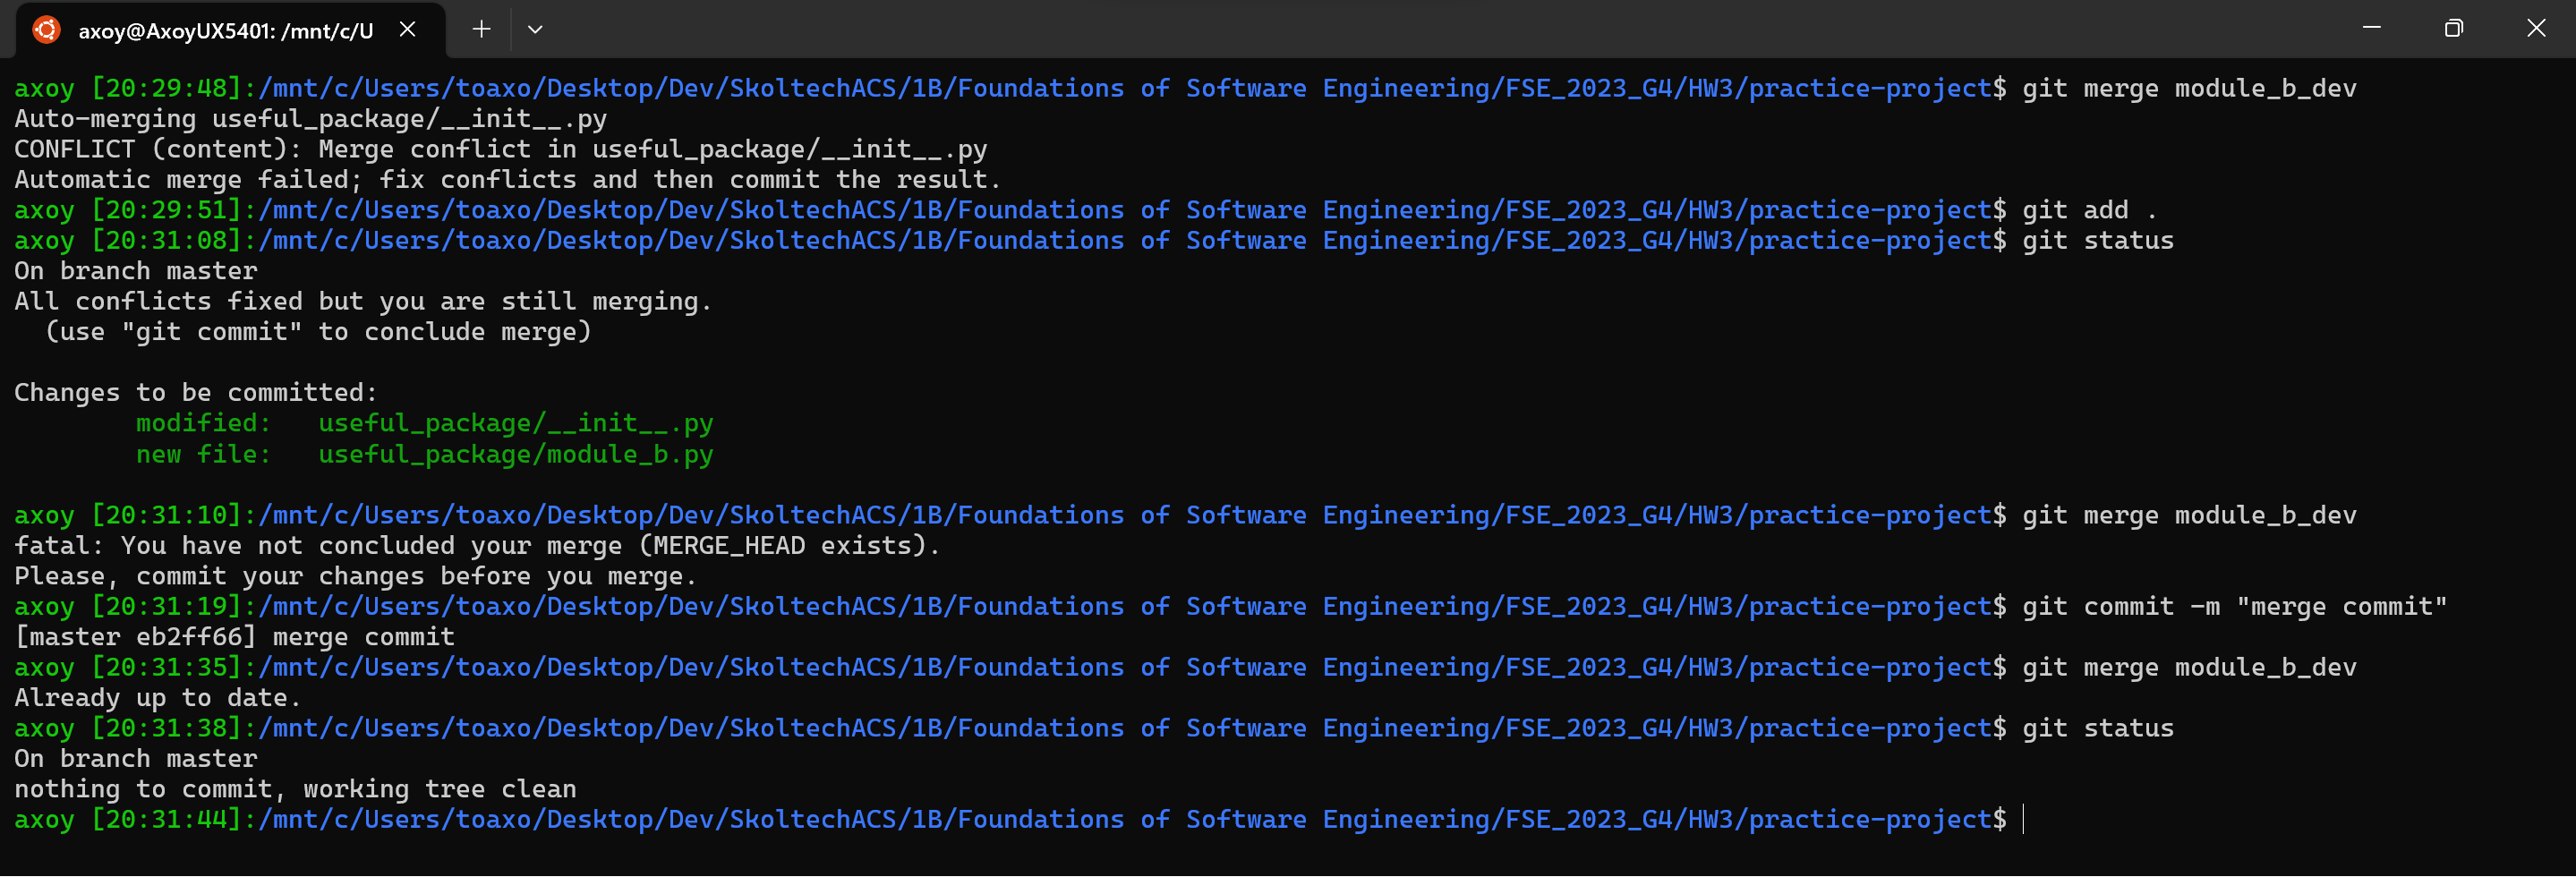 axoy@AxoyUX5401: /mnt/c/U
axoy [20:29:48]:/mnt/c/Users/toaxo/Desktop/Dev/SkoltechACS/1B/Foundations of Software Engineering/FSE_2023_G4/HW3/practice-project$ git merge module_b_dev
Auto-merging useful_package/__init__.py
CONFLICT (content): Merge conflict in useful_package/__init__.py
Automatic merge failed; fix conflicts and then commit the result.
axoy [20:29:51]:/mnt/c/Users/toaxo/Desktop/Dev/SkoltechACS/1B/Foundations of Software Engineering/FSE_2023_G4/HW3/practice-project$ git add .
axoy [20:31:08]:/mnt/c/Users/toaxo/Desktop/Dev/SkoltechACS/1B/Foundations of Software Engineering/FSE_2023_G4/HW3/practice-project$ git status
On branch master
All conflicts fixed but you are still merging.
  (use "git commit" to conclude merge)

Changes to be committed:
        modified:   useful_package/__init__.py
        new file:   useful_package/module_b.py

axoy [20:31:10]:/mnt/c/Users/toaxo/Desktop/Dev/SkoltechACS/1B/Foundations of Software Engineering/FSE_2023_G4/HW3/practice-project$ git merge module_b_dev
fatal: You have not concluded your merge (MERGE_HEAD exists).
Please, commit your changes before you merge.
axoy [20:31:19]:/mnt/c/Users/toaxo/Desktop/Dev/SkoltechACS/1B/Foundations of Software Engineering/FSE_2023_G4/HW3/practice-project$ git commit -m "merge commit"
[master eb2ff66] merge commit
axoy [20:31:35]:/mnt/c/Users/toaxo/Desktop/Dev/SkoltechACS/1B/Foundations of Software Engineering/FSE_2023_G4/HW3/practice-project$ git merge module_b_dev
Already up to date.
axoy [20:31:38]:/mnt/c/Users/toaxo/Desktop/Dev/SkoltechACS/1B/Foundations of Software Engineering/FSE_2023_G4/HW3/practice-project$ git status
On branch master
nothing to commit, working tree clean
axoy [20:31:44]:/mnt/c/Users/toaxo/Desktop/Dev/SkoltechACS/1B/Foundations of Software Engineering/FSE_2023_G4/HW3/practice-project$